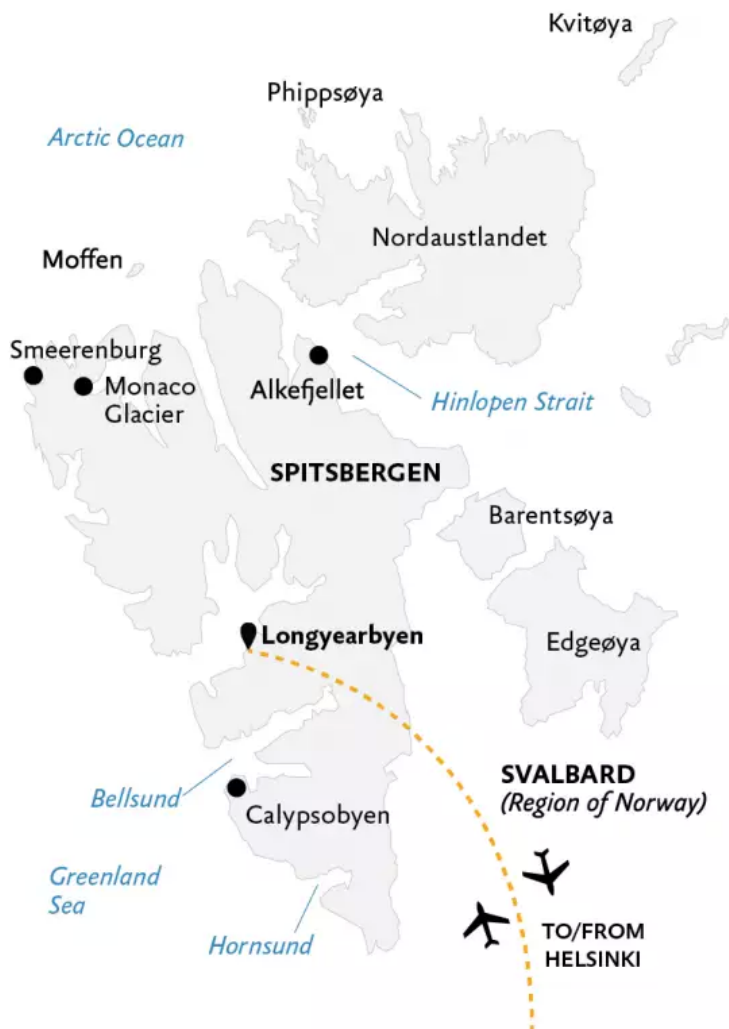 Kvitøya
Phippsøya
Arctic Ocean
Nordaustlandet
Moffen
Smeerenburg
Monaco
Glacier
Alkefjellet
Hinlopen Strait
SPITSBERGEN
Barentsøya
Longyearbyen
Edgeøya
SVALBARD
(Region of Norway)
Bellsund
Calypsobyen
Greenland
Sea
Hornsund
TO/FROM
HELSINKI